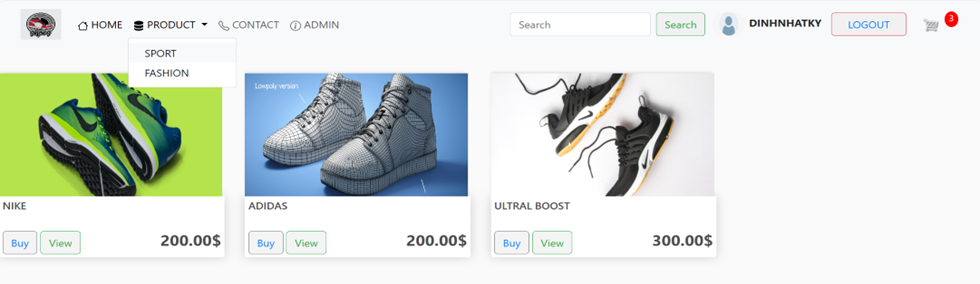 HOME PRODUCT CONTACT ADMIN Search Search DINHNHATKY LOGOUT 3
SPORT
FASHION
Lowpoly version
NIKE ADIDAS ULTRAL BOOST
Buy View 200.00$ Buy View 200.00$ Buy View 300.00$